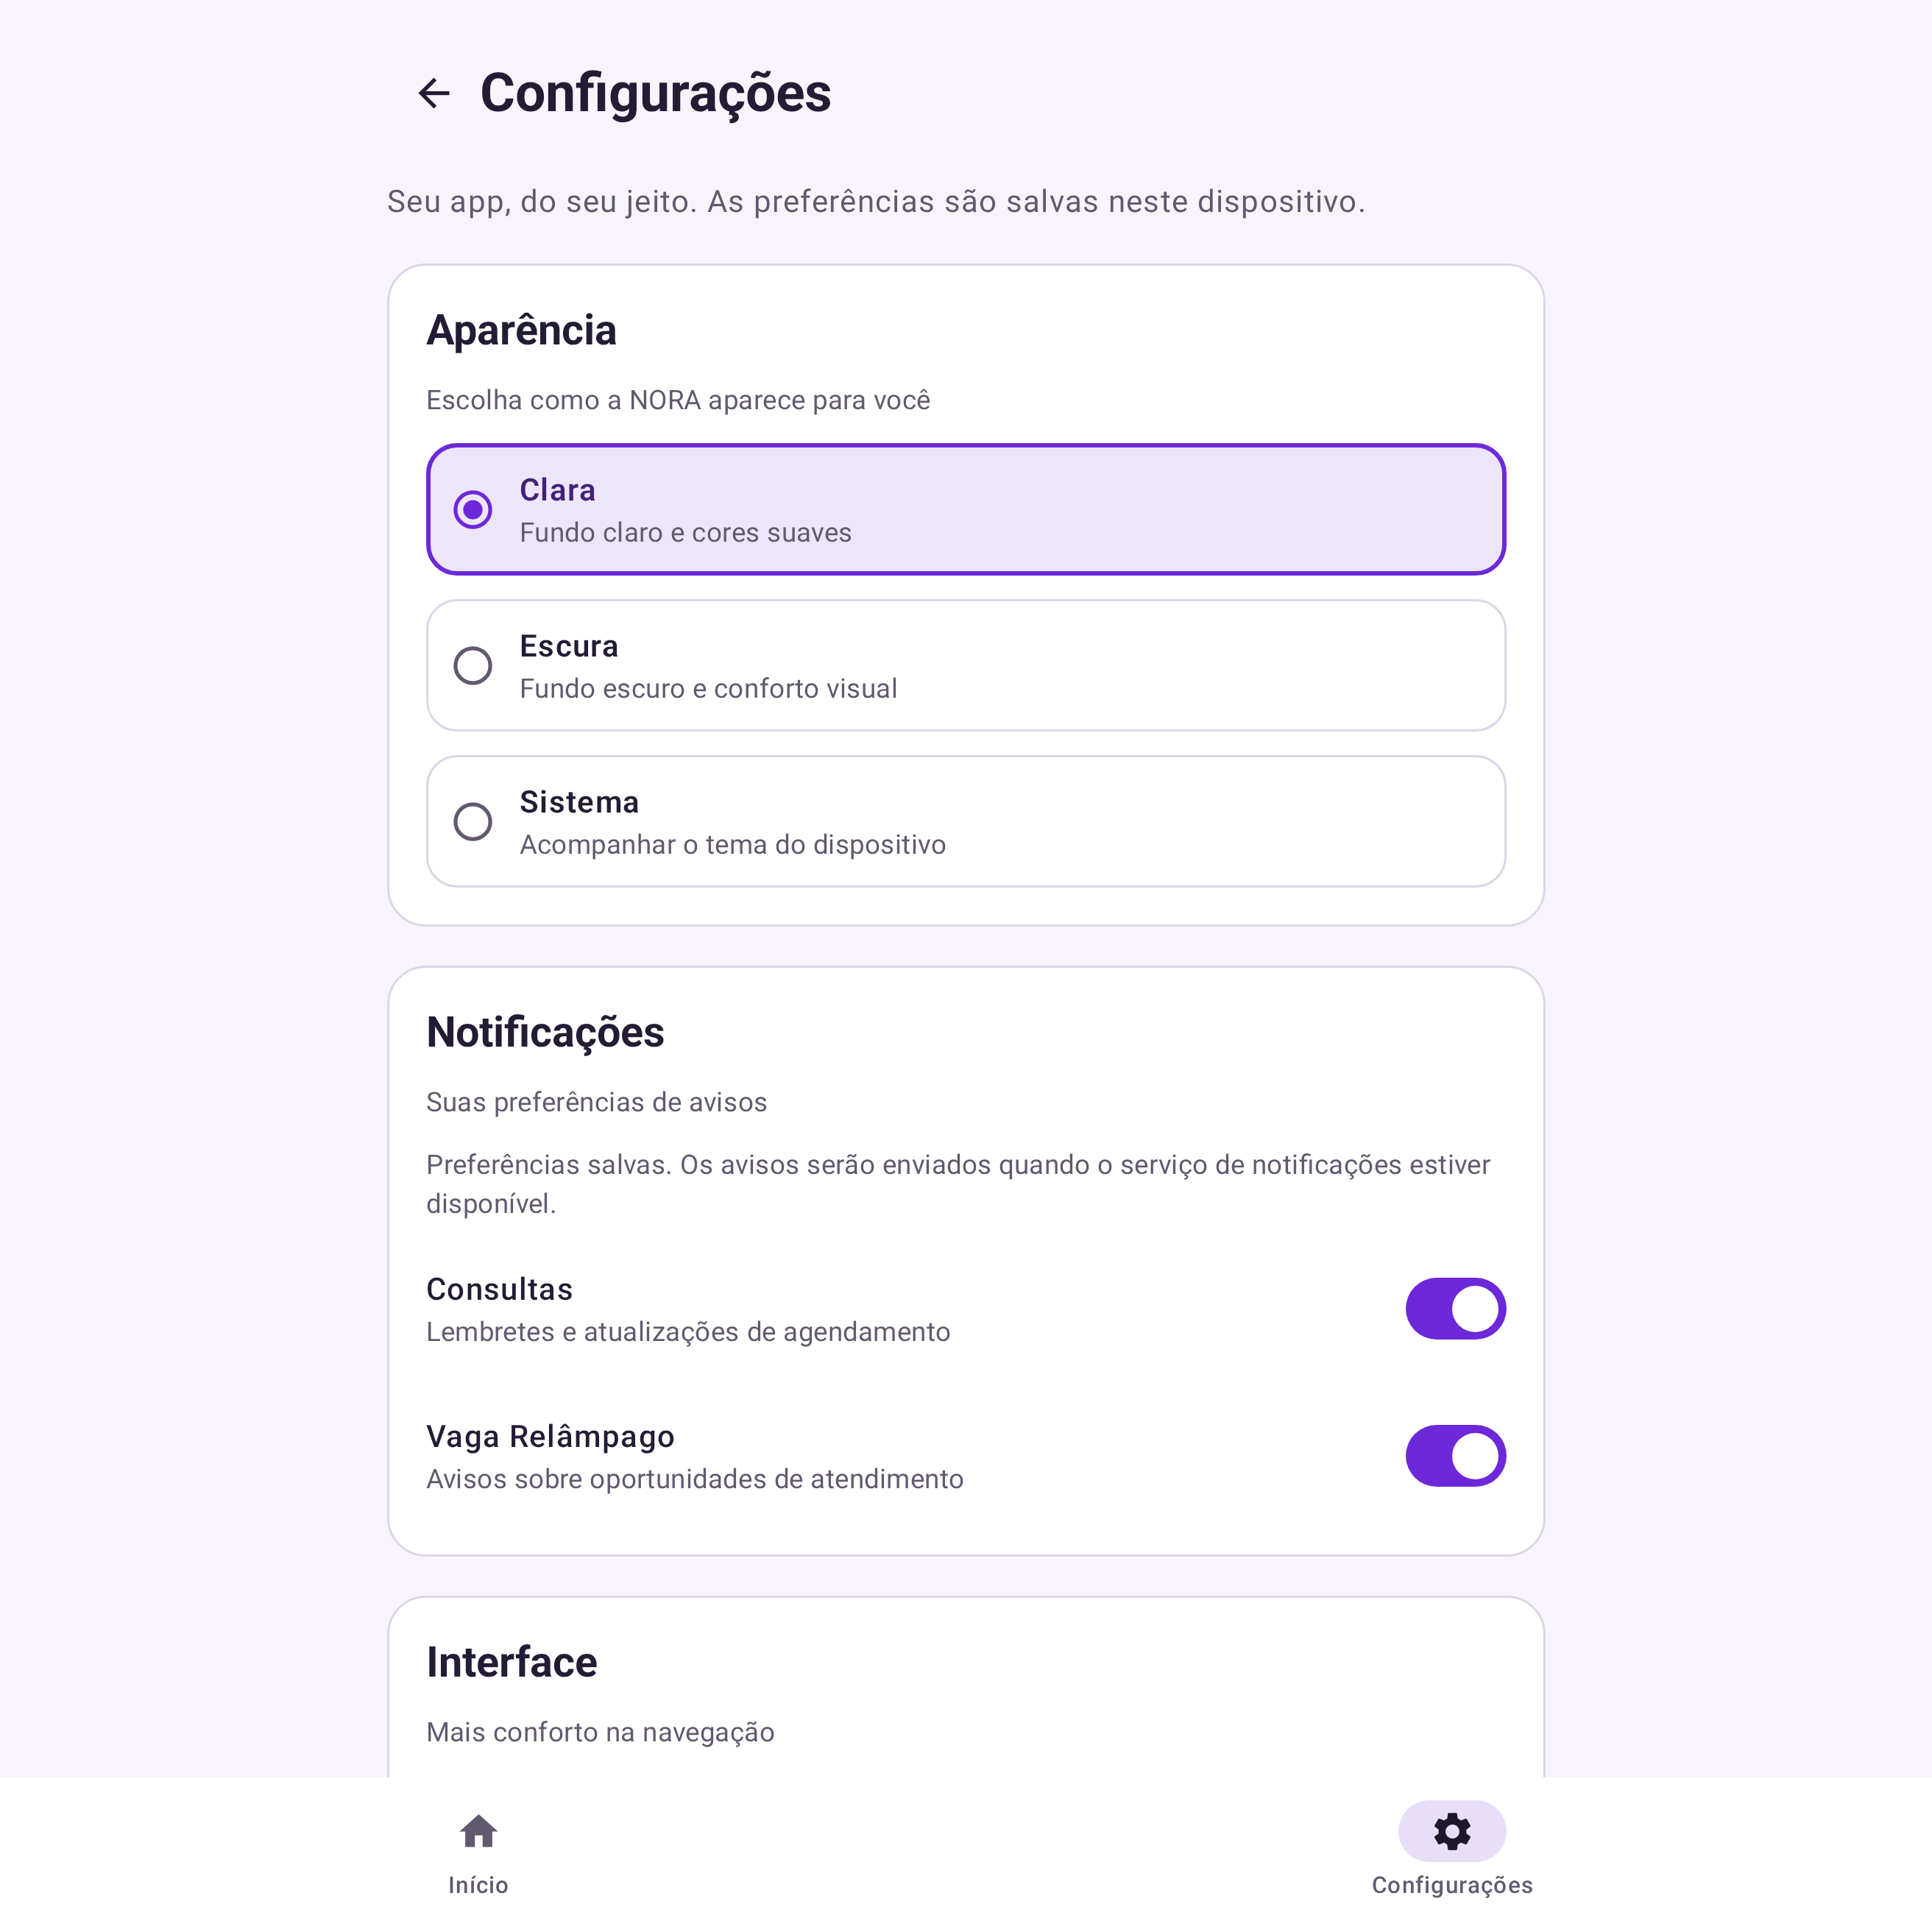 Configurações
Seu app, do seu jeito. As preferências são salvas neste dispositivo.
Aparência
Escolha como a NORA aparece para você
Clara
Fundo claro e cores suaves
Escura
Fundo escuro e conforto visual
Sistema
Acompanhar o tema do dispositivo
Notificações
Suas preferências de avisos
Preferências salvas. Os avisos serão enviados quando o serviço de notificações estiver
disponível.
Consultas
Lembretes e atualizações de agendamento
Vaga Relâmpago
Avisos sobre oportunidades de atendimento
Interface
Mais conforto na navegação
Início
Configurações